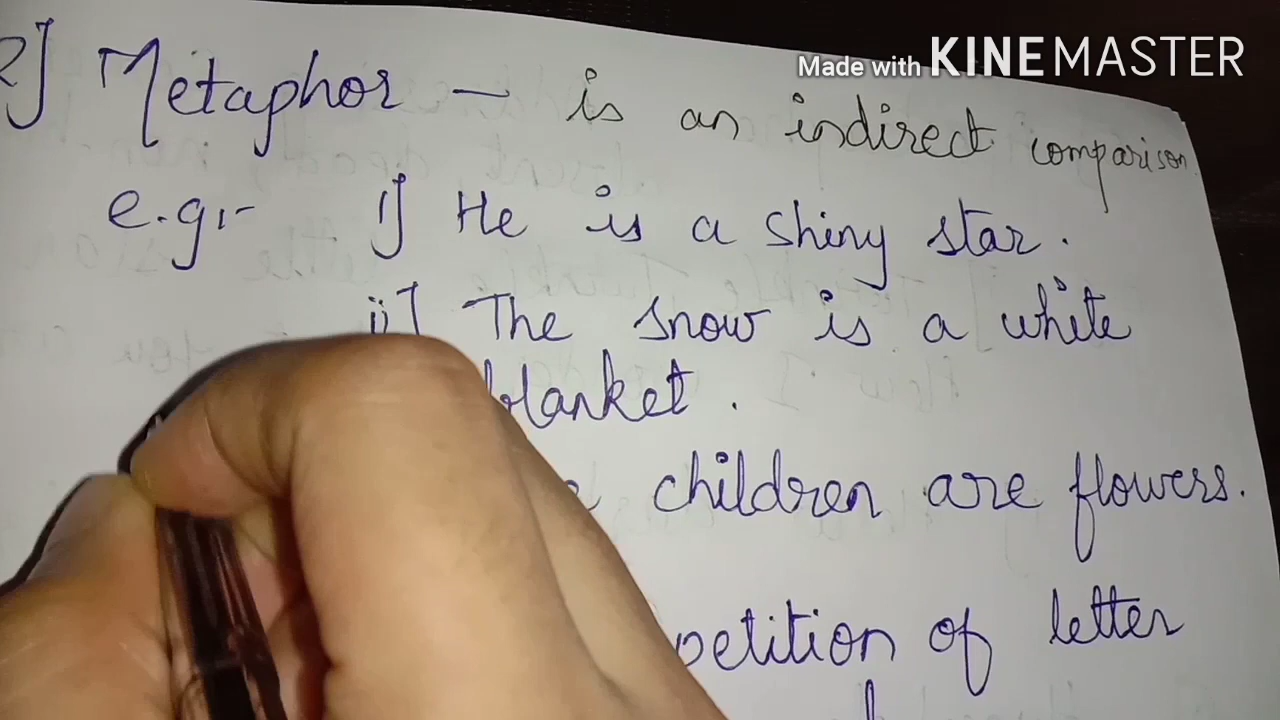 Made with KINEMASTER
2] Metaphor – is an indirect comparison.
e.g:- i] He is a shiny star.
ii] The snow is a white
blanket.
children are flowers.
petition of letter